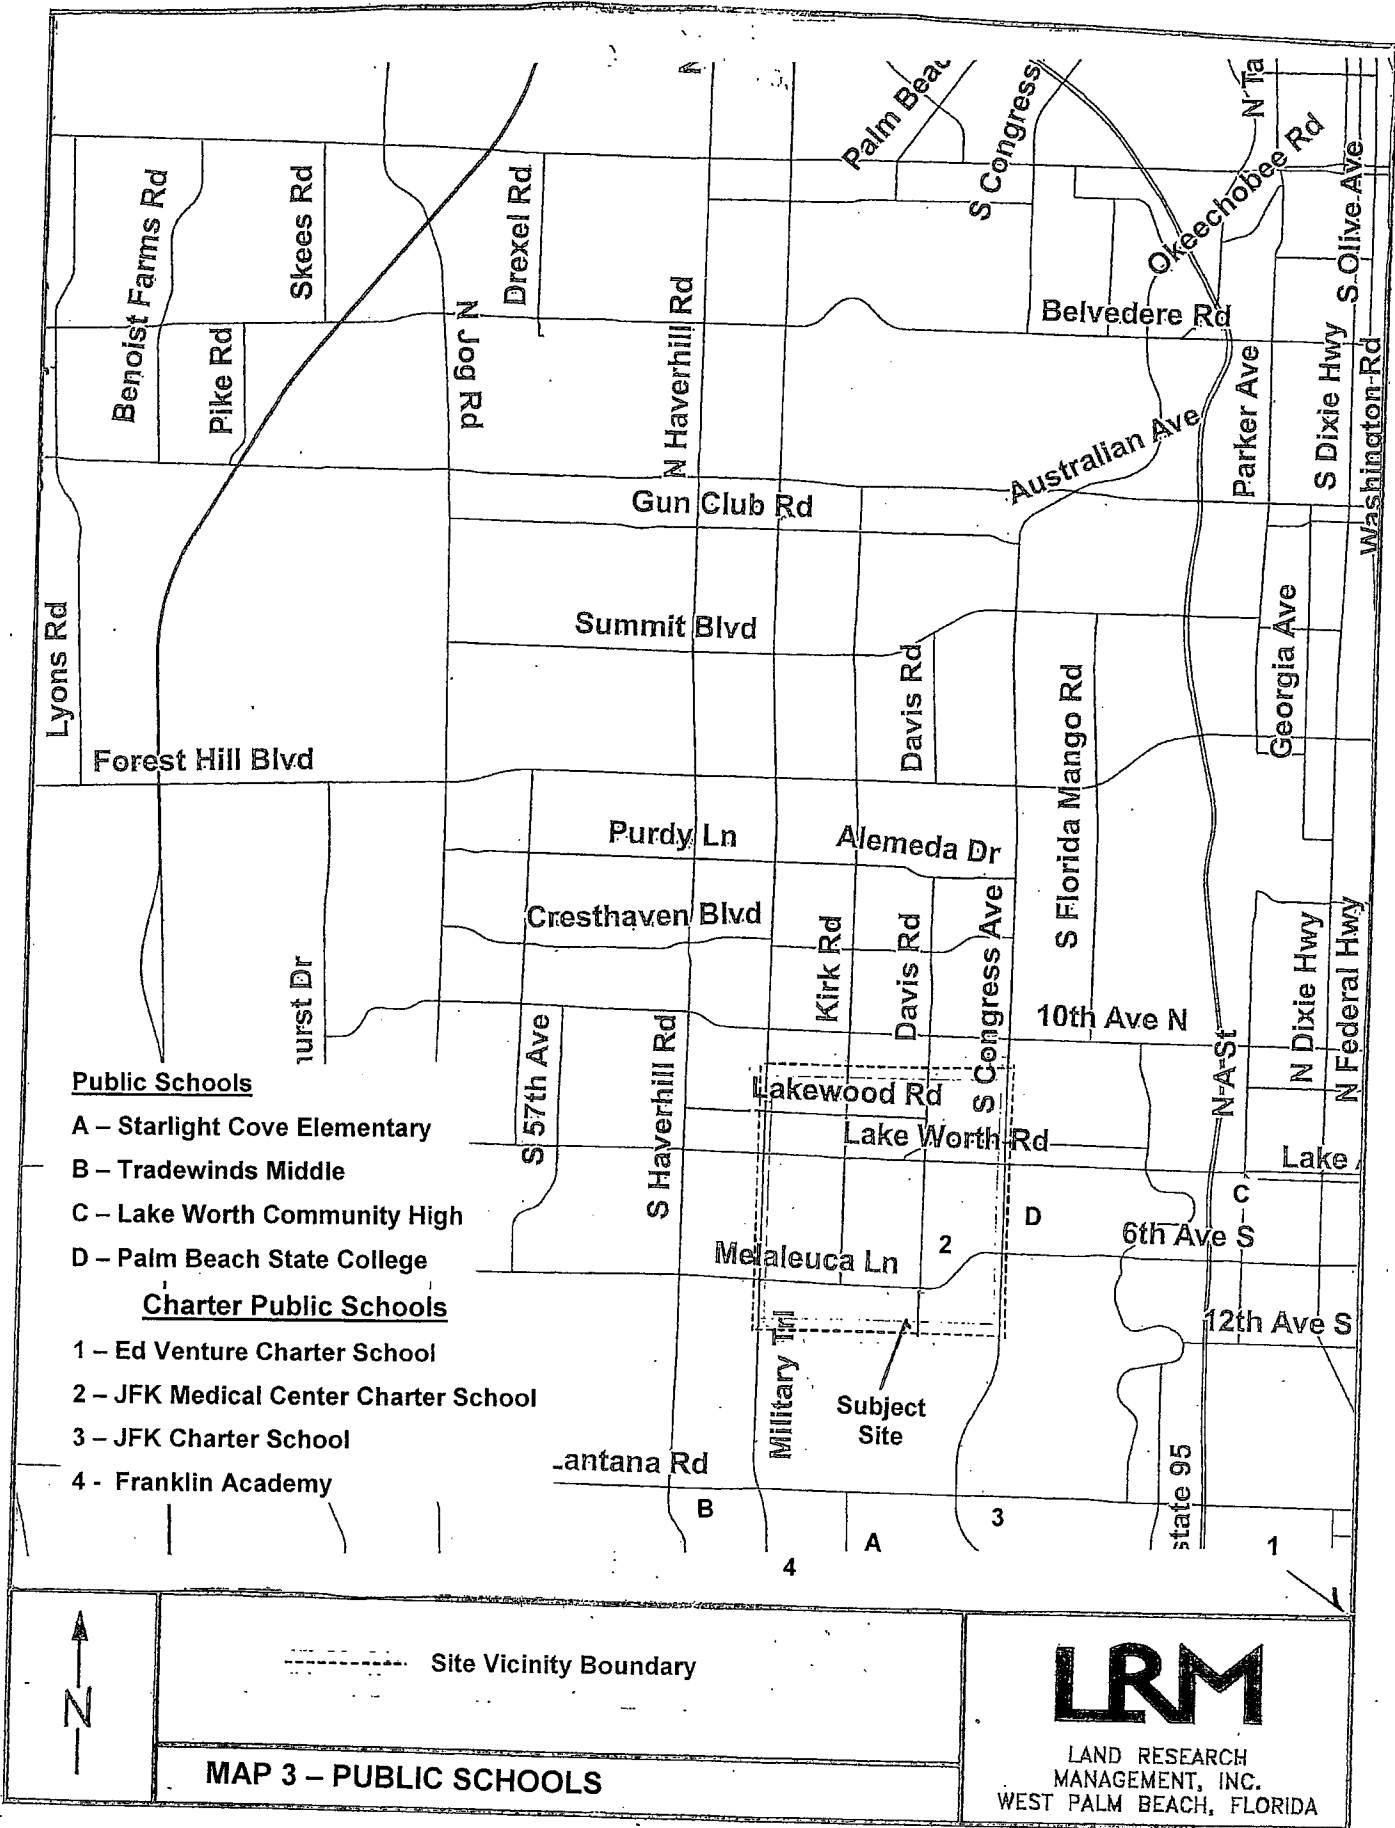 Palm Beac
S Congress
N Ta
Okeechobee Rd
S Olive Ave
Benoist Farms Rd
Skees Rd
Drexel Rd
Pike Rd
N Jog Rd
N Haverhill Rd
Belvedere Rd
Parker Ave
S Dixie Hwy
Washington Rd
Australian Ave
Gun Club Rd
Lyons Rd
Summit Blvd
Davis Rd
S Florida Mango Rd
Georgia Ave
Forest Hill Blvd
Purdy Ln
Alemeda Dr
Cresthaven Blvd
Kirk Rd
Davis Rd
S Congress Ave
N Dixie Hwy
N Federal Hwy
urst Dr
10th Ave N
S 57th Ave
S Haverhill Rd
N A St
Lakewood Rd
Lake Worth Rd
Lake
C
D
6th Ave S
2
Melaleuca Ln
12th Ave S
Military Trl
Subject
Site
Public Schools
A – Starlight Cove Elementary
B – Tradewinds Middle
C – Lake Worth Community High
D – Palm Beach State College
Charter Public Schools
1 – Ed Venture Charter School
2 – JFK Medical Center Charter School
3 – JFK Charter School
4 - Franklin Academy
antana Rd
state 95
B
3
A
1
4
N
Site Vicinity Boundary
MAP 3 – PUBLIC SCHOOLS
LRM
LAND RESEARCH
MANAGEMENT, INC.
WEST PALM BEACH, FLORIDA